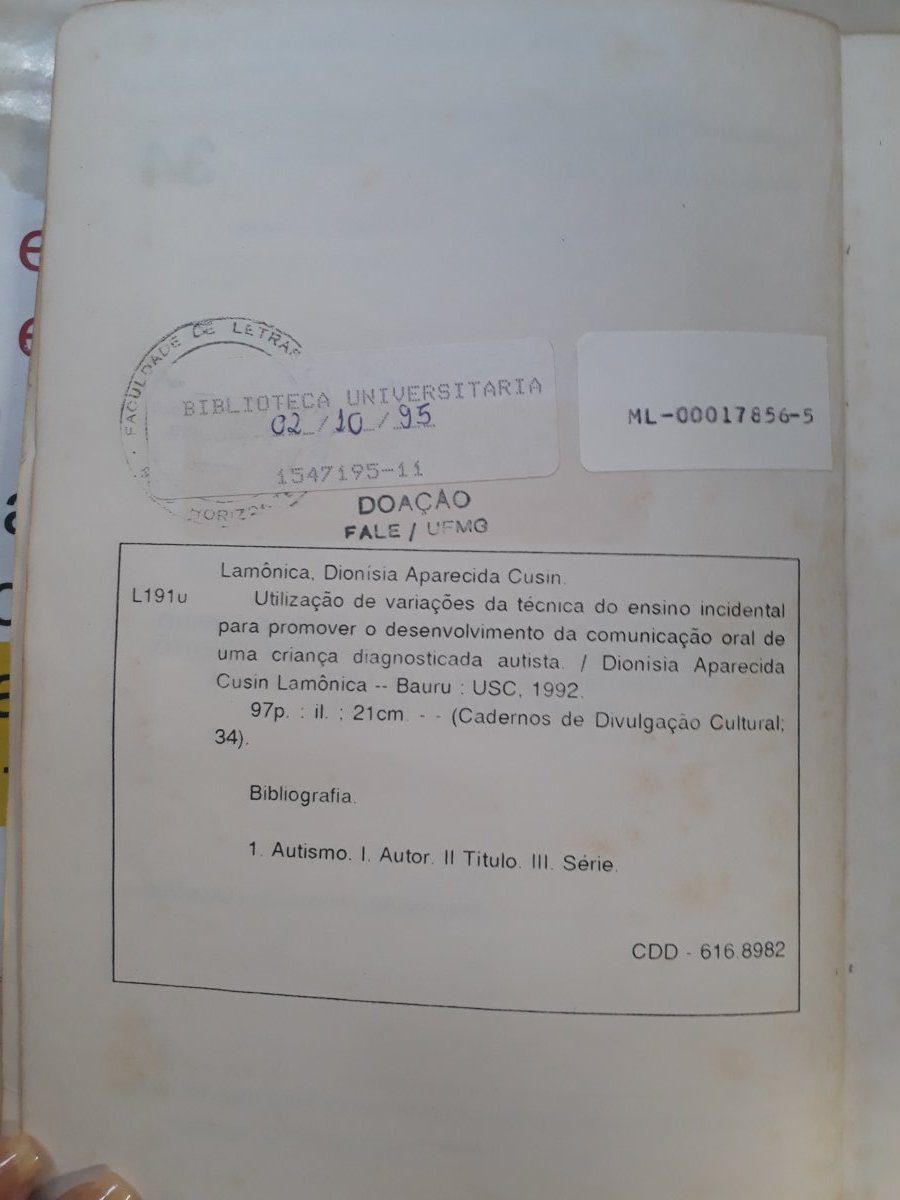 FACULDADE DE LETRAS
BIBLIOTECA UNIVERSITARIA
02/10/95
1547195-11
ML-00017856-5
DOAÇÃO
FALE / UFMG
Lamônica, Dionísia Aparecida Cusin.
L191u
Utilização de variações da técnica do ensino incidental
para promover o desenvolvimento da comunicação oral de
uma criança diagnosticada autista. / Dionísia Aparecida
Cusin Lamônica -- Bauru : USC, 1992.
97p. : il. ; 21cm. - - (Cadernos de Divulgação Cultural;
34).
Bibliografia.
1. Autismo. I. Autor. II Título. III. Série.
CDD - 616.8982